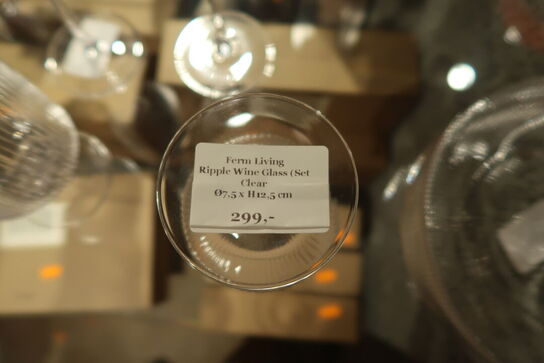 Ferm Living
Ripple Wine Glass (Set
Clear
Ø7,5 x H12,5 cm
299,-